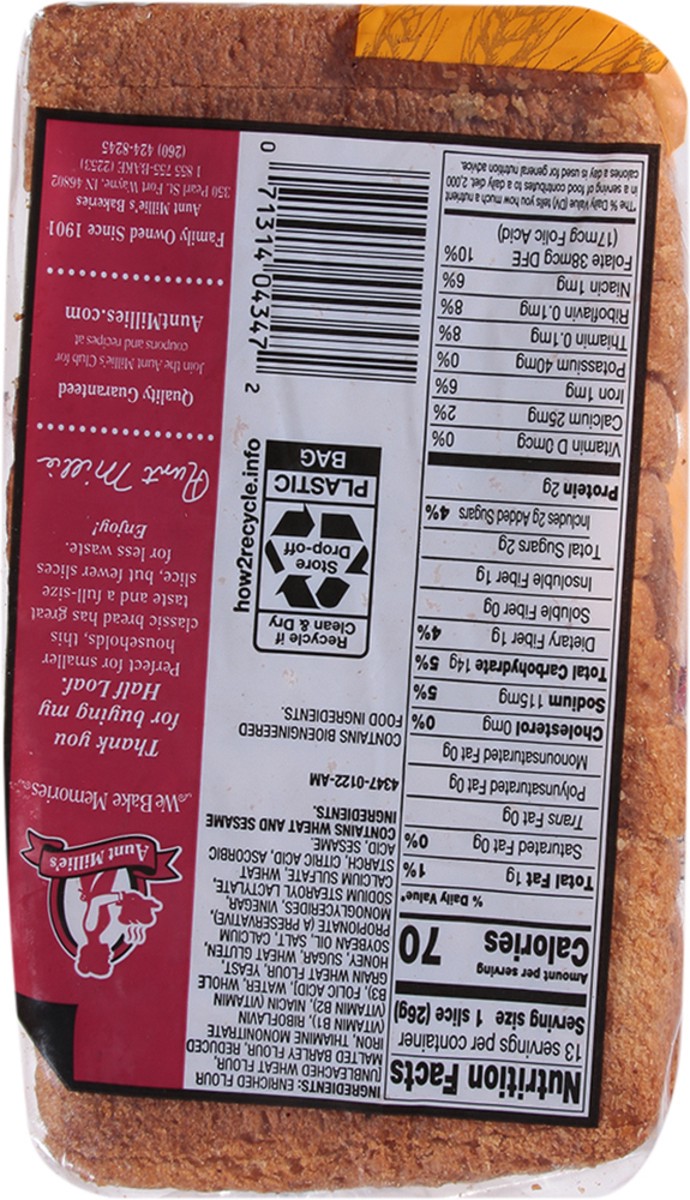 Nutrition Facts
13 servings per container
Serving size 1 slice (26g)
Amount per serving
Calories 70
% Daily Value*
Total Fat 1g 1%
Saturated Fat 0g 0%
Trans Fat 0g
Polyunsaturated Fat 0g
Monounsaturated Fat 0g
Cholesterol 0mg 0%
Sodium 115mg 5%
Total Carbohydrate 14g 5%
Dietary Fiber 1g 4%
Soluble Fiber 0g
Insoluble Fiber 1g
Total Sugars 2g
Includes 2g Added Sugars 4%
Protein 2g
Vitamin D 0mcg 0%
Calcium 25mg 2%
Iron 1mg 6%
Potassium 40mg 0%
Thiamin 0.1mg 8%
Riboflavin 0.1mg 8%
Niacin 1mg 6%
Folate 38mcg DFE 10%
(17mcg Folic Acid)
*The % Daily Value (DV) tells you how much a nutrient
in a serving of food contributes to a daily diet. 2,000
calories a day is used for general nutrition advice.
INGREDIENTS: ENRICHED FLOUR
(UNBLEACHED WHEAT FLOUR,
MALTED BARLEY FLOUR, REDUCED
IRON, THIAMINE MONONITRATE
(VITAMIN B1), RIBOFLAVIN
(VITAMIN B2), NIACIN (VITAMIN
B3), FOLIC ACID), WATER, WHOLE
GRAIN WHEAT FLOUR, YEAST,
HONEY, SUGAR, WHEAT GLUTEN,
SOYBEAN OIL, SALT, CALCIUM
PROPIONATE (A PRESERVATIVE),
MONOGLYCERIDES, VINEGAR,
SODIUM STEAROYL LACTYLATE,
CALCIUM SULFATE, WHEAT
STARCH, CITRIC ACID, ASCORBIC
ACID, SESAME.
CONTAINS WHEAT AND SESAME
INGREDIENTS.
4347-0122-AM
CONTAINS BIOENGINEERED
FOOD INGREDIENTS.
Recycle if
Clean & Dry
Store
Drop-off
PLASTIC
BAG
how2recycle.info
0 71314 04347 2
Aunt Millie's
We Bake Memories
Thank you
for buying my
Half Loaf.
Perfect for smaller
households, this
classic bread has great
taste and a full-size
slice, but fewer slices
for less waste.
Enjoy!
Aunt Millie
Quality Guaranteed
Join the Aunt Millie's Club for
coupons and recipes at
AuntMillies.com
Family Owned Since 1901
Aunt Millie's Bakeries
350 Pearl St. Fort Wayne, IN 46802
1 855 755-BAKE (2253)
(260) 424-8245